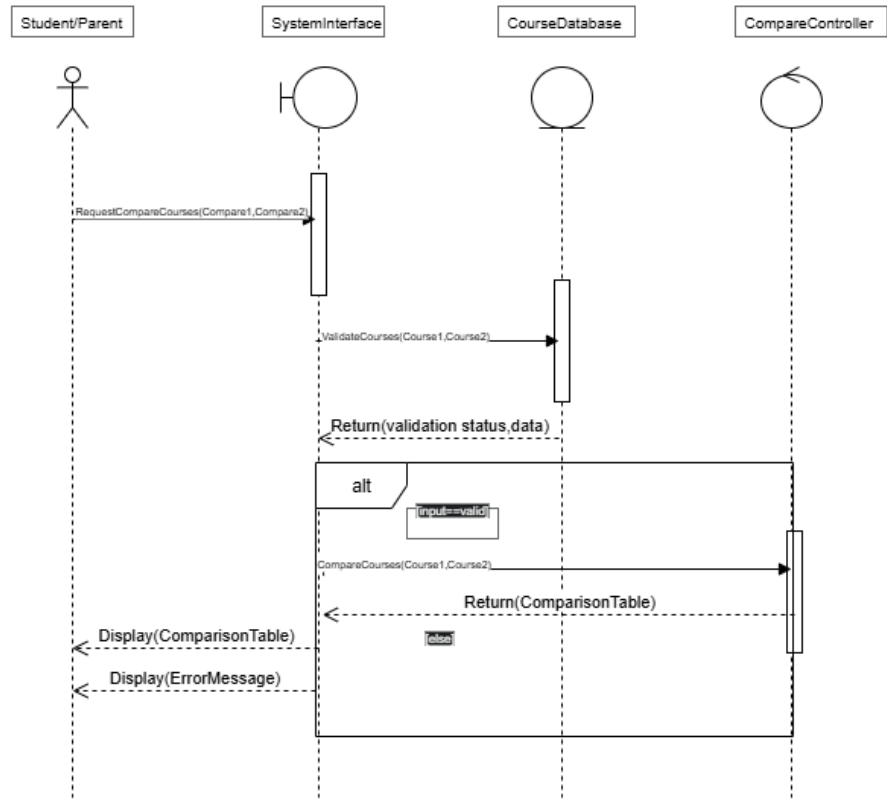 Student/Parent
SystemInterface
CourseDatabase
CompareController
RequestCompareCourses(Compare1,Compare2)
ValidateCourses(Course1,Course2)
Return(validation status,data)
alt
[input==valid]
CompareCourses(Course1,Course2)
Return(ComparisonTable)
Display(ComparisonTable)
[else]
Display(ErrorMessage)